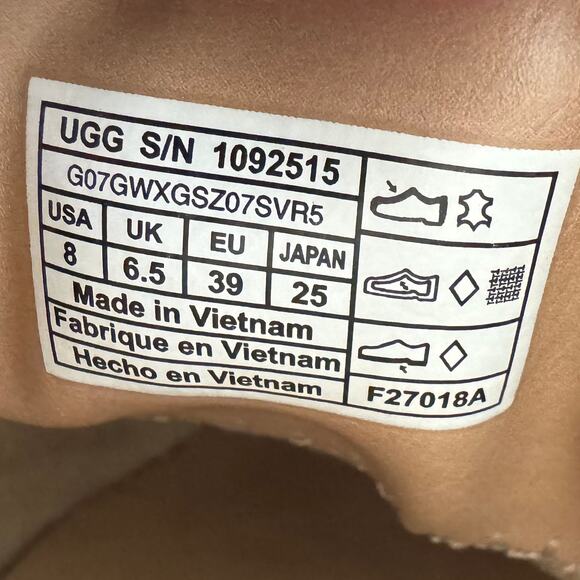 UGG S/N 1092515
G07GWXGSZ07SVR5
USA UK EU JAPAN
8 6.5 39 25
Made in Vietnam
Fabrique en Vietnam
Hecho en Vietnam
F27018A